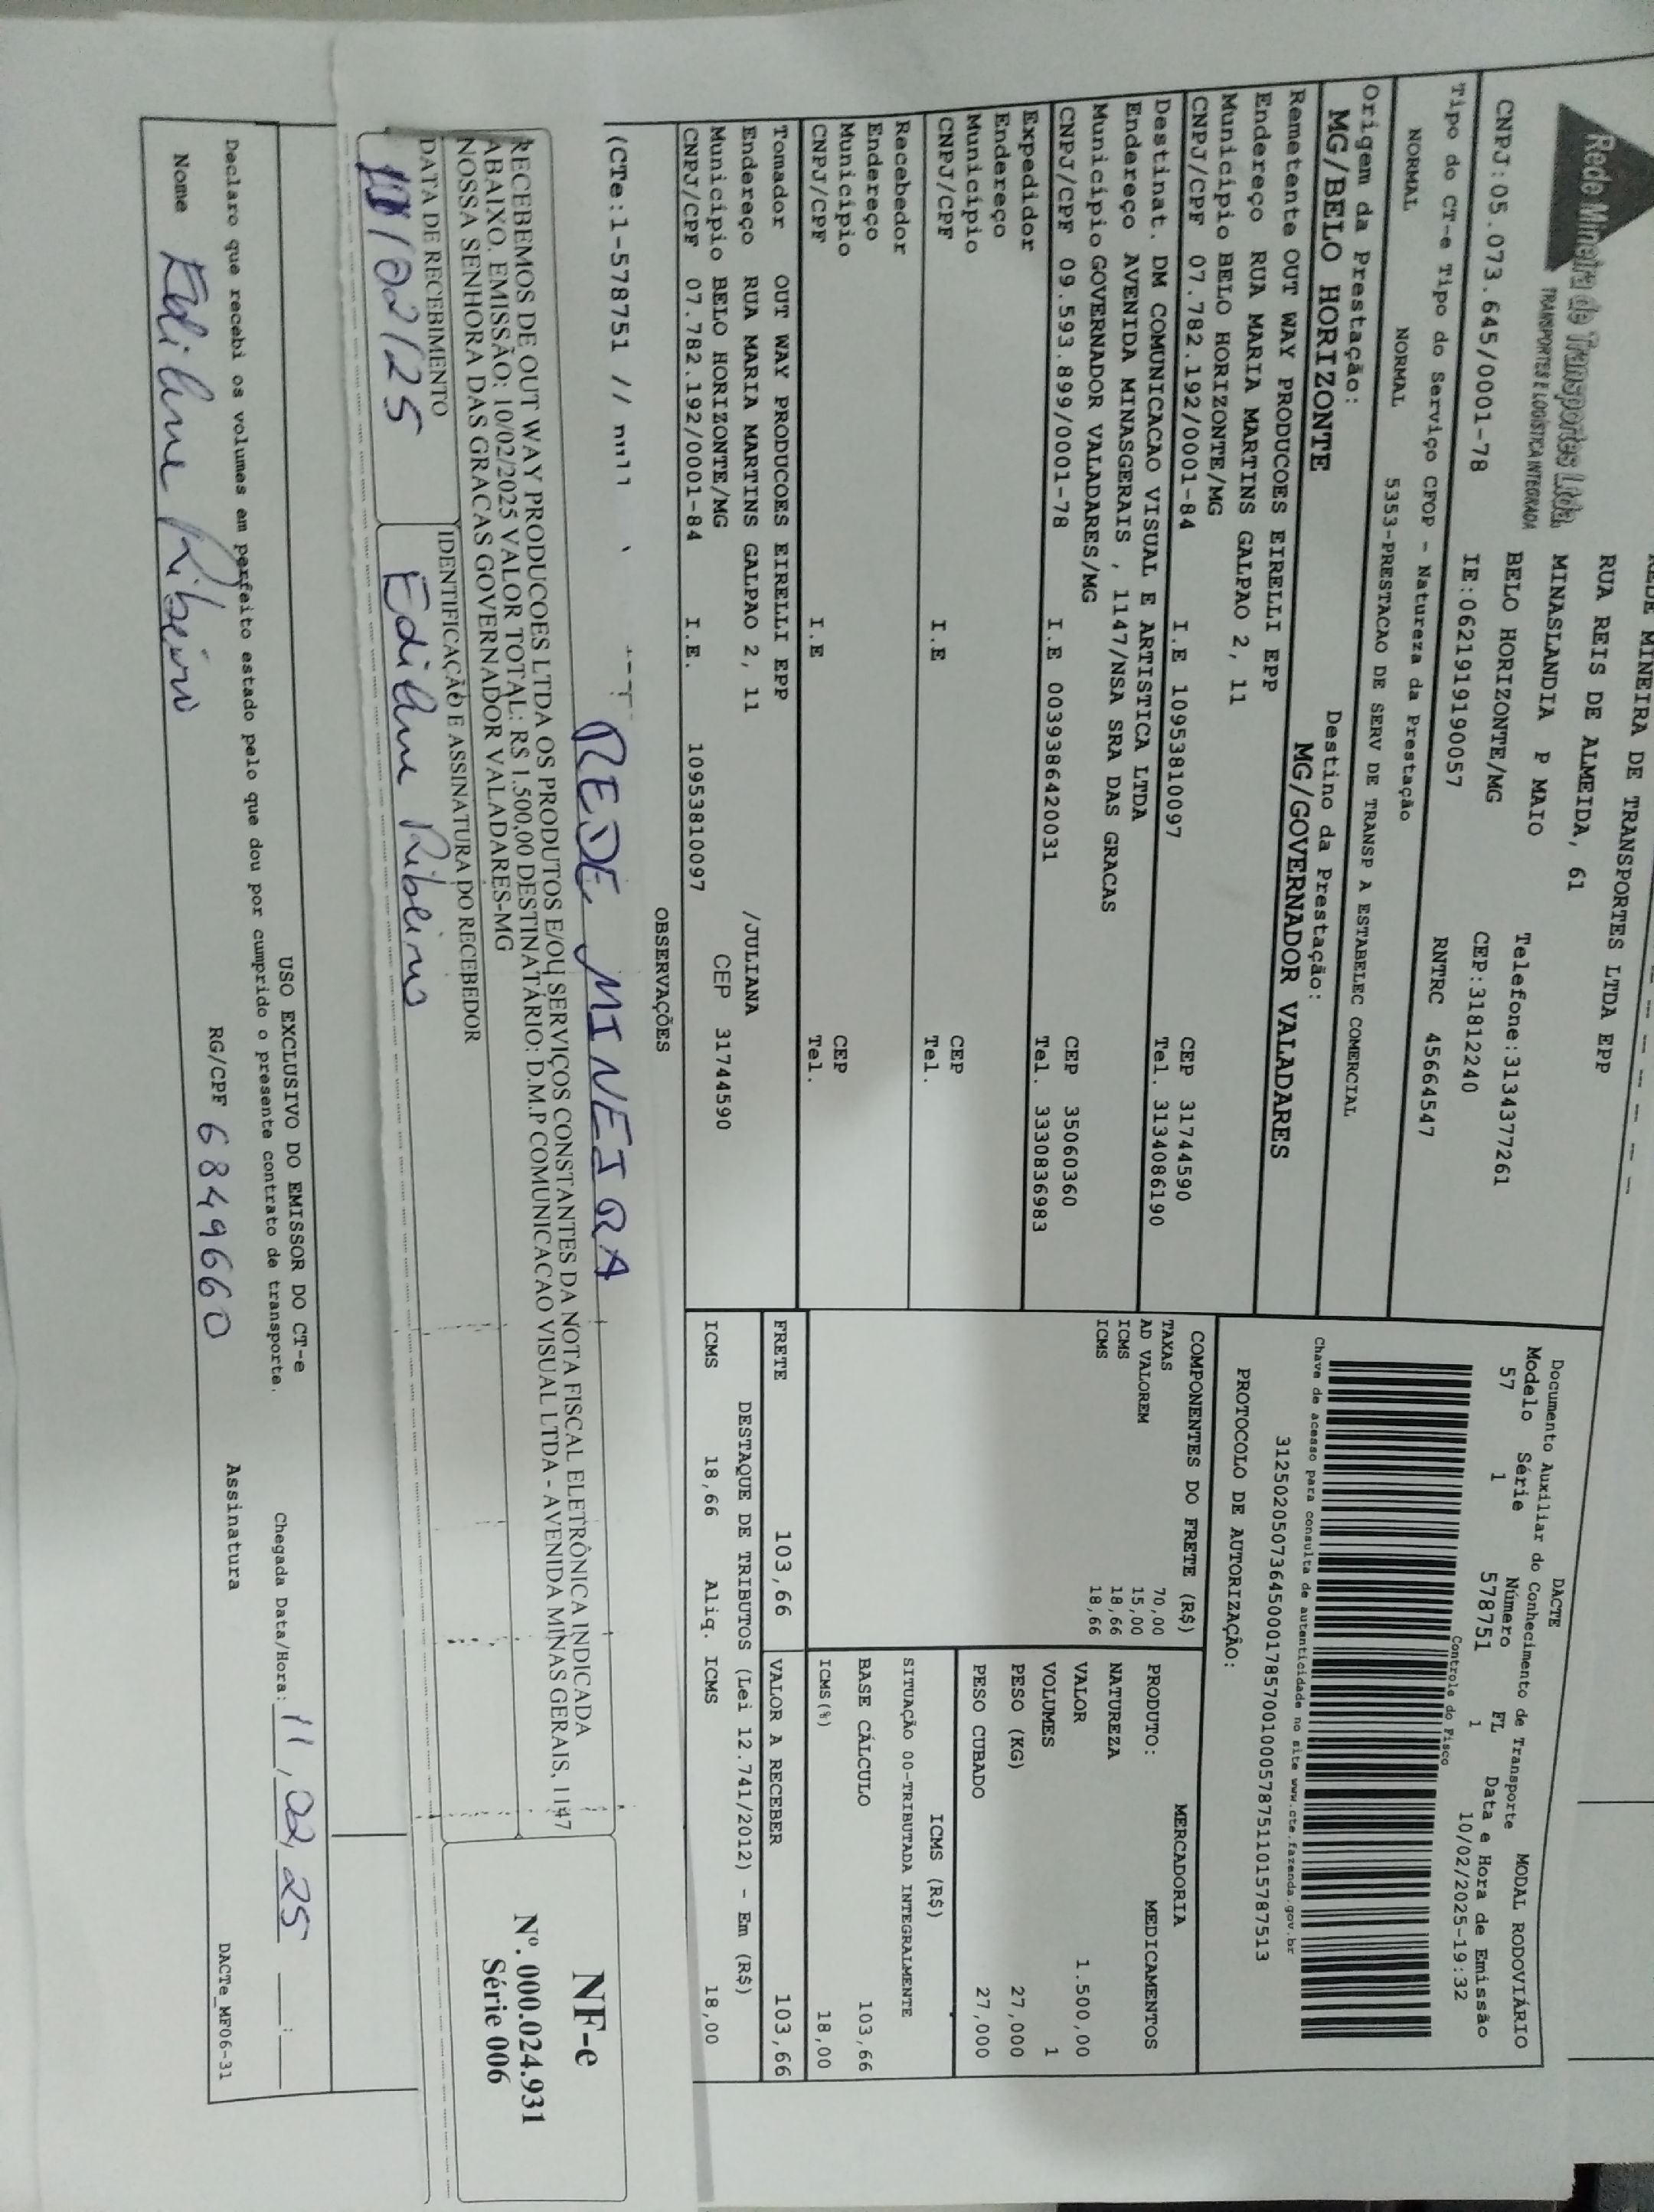 Rede Mineira de Transportes Ltda.
TRANSPORTES E LOGÍSTICA INTEGRADA
MINEIRA DE TRANSPORTES LTDA EPP
RUA REIS DE ALMEIDA, 61
MINASLANDIA P MAIO Telefone:3134377261
BELO HORIZONTE/MG CEP:31812240
CNPJ:05.073.645/0001-78 IE:0621919190057 RNTRC 45664547
Tipo do CT-e Tipo do Serviço CFOP - Natureza da Prestação
NORMAL NORMAL 5353-PRESTACAO DE SERV DE TRANSP A ESTABELEC COMERCIAL
Origem da Prestação: Destino da Prestação:
MG/BELO HORIZONTE MG/GOVERNADOR VALADARES
DACTE
Documento Auxiliar do Conhecimento de Transporte MODAL RODOVIÁRIO
Modelo Série Número FL Data e Hora de Emissão
57 1 578751 1 10/02/2025-19:32
Controle do Fisco
Chave de acesso para consulta de autenticidade no site www.cte.fazenda.gov.br
31250205073645000178570010005787511015787513
PROTOCOLO DE AUTORIZAÇÃO:
Remetente OUT WAY PRODUCOES EIRELLI EPP
Endereço RUA MARIA MARTINS GALPAO 2, 11
Município BELO HORIZONTE/MG CEP 31744590
CNPJ/CPF 07.782.192/0001-84 I.E 10953810097 Tel. 3134086190
Destinat. DM COMUNICACAO VISUAL E ARTISTICA LTDA
Endereço AVENIDA MINASGERAIS , 1147/NSA SRA DAS GRACAS
Município GOVERNADOR VALADARES/MG CEP 35060360
CNPJ/CPF 09.593.899/0001-78 I.E 0039386420031 Tel. 3330836983
Expedidor
Endereço
Município CEP
CNPJ/CPF I.E Tel.
Recebedor
Endereço
Município CEP
CNPJ/CPF I.E Tel.
Tomador OUT WAY PRODUCOES EIRELLI EPP
Endereço RUA MARIA MARTINS GALPAO 2, 11 /JULIANA
Município BELO HORIZONTE/MG CEP 31744590
CNPJ/CPF 07.782.192/0001-84 I.E. 10953810097
COMPONENTES DO FRETE (R$)
TAXAS 70,00
AD VALOREM 15,00
ICMS 18,66
ICMS 18,66
MERCADORIA
PRODUTO: MEDICAMENTOS
NATUREZA
VALOR 1.500,00
VOLUMES 1
PESO (KG) 27,000
PESO CUBADO 27,000
ICMS (R$)
SITUAÇÃO 00-TRIBUTADA INTEGRALMENTE
BASE CÁLCULO 103,66
ICMS(%) 18,00
FRETE 103,66 VALOR A RECEBER 103,66
DESTAQUE DE TRIBUTOS (Lei 12.741/2012) - Em (R$)
ICMS 18,66 Aliq. ICMS 18,00
OBSERVAÇÕES
(CTe:1-578751 // null
REDE MINEIRA
RECEBEMOS DE OUT WAY PRODUCOES LTDA OS PRODUTOS E/OU SERVIÇOS CONSTANTES DA NOTA FISCAL ELETRÔNICA INDICADA
ABAIXO. EMISSÃO: 10/02/2025 VALOR TOTAL: R$ 1.500,00 DESTINATÁRIO: D.M.P COMUNICACAO VISUAL LTDA - AVENIDA MINAS GERAIS, 1147
NOSSA SENHORA DAS GRACAS GOVERNADOR VALADARES-MG
DATA DE RECEBIMENTO IDENTIFICAÇÃO E ASSINATURA DO RECEBEDOR
11/02/25 Edilane Ribeiro
NF-e
Nº. 000.024.931
Série 006
USO EXCLUSIVO DO EMISSOR DO CT-e
Declaro que recebi os volumes em perfeito estado pelo que dou por cumprido o presente contrato de transporte. Chegada Data/Hora: 11/02/25 __:__
Nome Edilane Ribeiro RG/CPF 6849660 Assinatura
DACTe_MF06-31